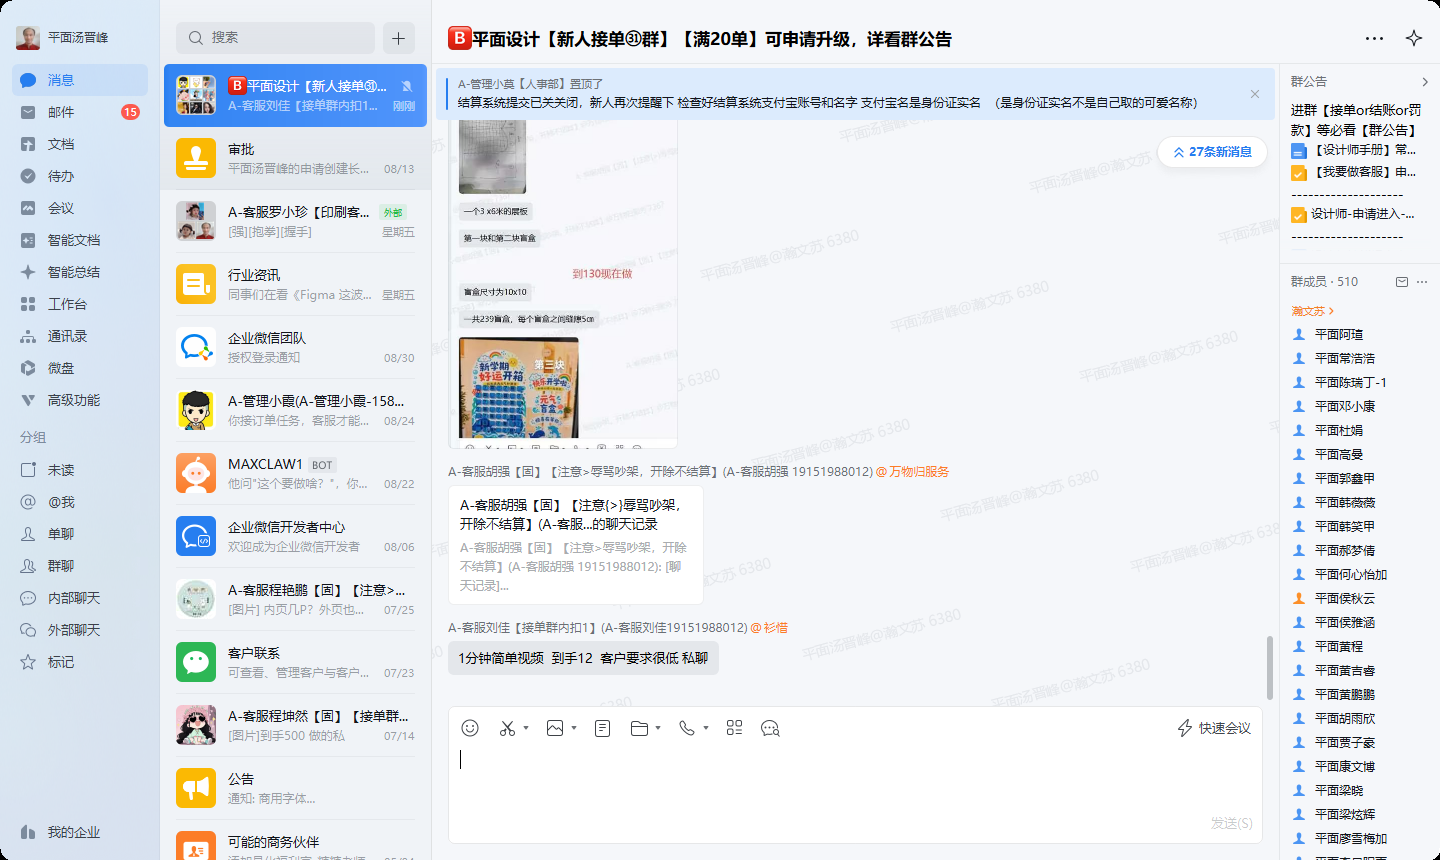 平面汤晋峰
消息
邮件
15
文档
待办
会议
智能文档
智能总结
工作台
通讯录
微盘
高级功能
分组
未读
@我
单聊
群聊
内部聊天
外部聊天
标记
我的企业
搜索
🅱平面设计【新人接单㉛...
A-客服刘佳【接单群内扣1...
刚刚
审批
平面汤晋峰的申请创建长...
08/13
A-客服罗小珍【印刷客...
外部
[强][抱拳][握手]
星期五
行业资讯
同事们在看《Figma 这波...
星期五
企业微信团队
授权登录通知
08/30
A-管理小霞(A-管理小霞-158...
你接订单任务，客服才能...
08/24
MAXCLAW1 BOT
他问"这个要做啥？"，你...
08/22
企业微信开发者中心
欢迎成为企业微信开发者
08/06
A-客服程艳鹏【固】【注意>...
[图片] 内页几P？外页也...
07/25
客户联系
可查看、管理客户与客户...
07/23
A-客服程坤然【固】【接单群...
[图片]到手500 做的私
07/14
公告
通知: 商用字体...
可能的商务伙伴
🅱平面设计【新人接单㉛群】【满20单】可申请升级，详看群公告
A-管理小英【人事部】置顶了
结算系统提交已关关闭，新人再次提醒下 检查好结算系统支付宝账号和名字 支付宝名是身份证实名 （是身份证实名不是自己取的可爱名称）
27条新消息
一个3 x6米的展板
第一块和第二块盲盒
到130现在做
盲盒尺寸为10x10
一共239盲盒，每个盲盒之间缝隙5㎝
新学期
好运开箱
第三块
快乐开学啦
元气
盲盒
A-客服胡强【固】【注意>辱骂吵架，开除不结算】(A-客服胡强 19151988012) @万物归服务
A-客服胡强【固】【注意(>)辱骂吵架，
开除不结算】(A-客服...的聊天记录
A-客服胡强【固】【注意>辱骂吵架，开除
不结算】(A-客服胡强 19151988012): [聊
天记录]...
A-客服刘佳【接单群内扣1】(A-客服刘佳19151988012) @衫惜
1分钟简单视频 到手12 客户要求很低 私聊
快速会议
发送(S)
平面汤晋峰@瀚文苏 6380
群公告
进群【接单or结账or罚
款】等必看【群公告】
【设计师手册】常...
【我要做客服】申...
--------------------
设计师-申请进入-...
--------------------
群成员 · 510
瀚文苏
平面阿瑄
平面常浩浩
平面陈瑞丁-1
平面邓小康
平面杜娟
平面高曼
平面郭鑫甲
平面韩薇薇
平面韩笑甲
平面郝梦倩
平面何心怡加
平面侯秋云
平面侯雅涵
平面黄程
平面黄吉睿
平面黄鹏鹏
平面胡雨欣
平面贾子豪
平面康文博
平面梁晓
平面梁炫辉
平面廖雪梅加